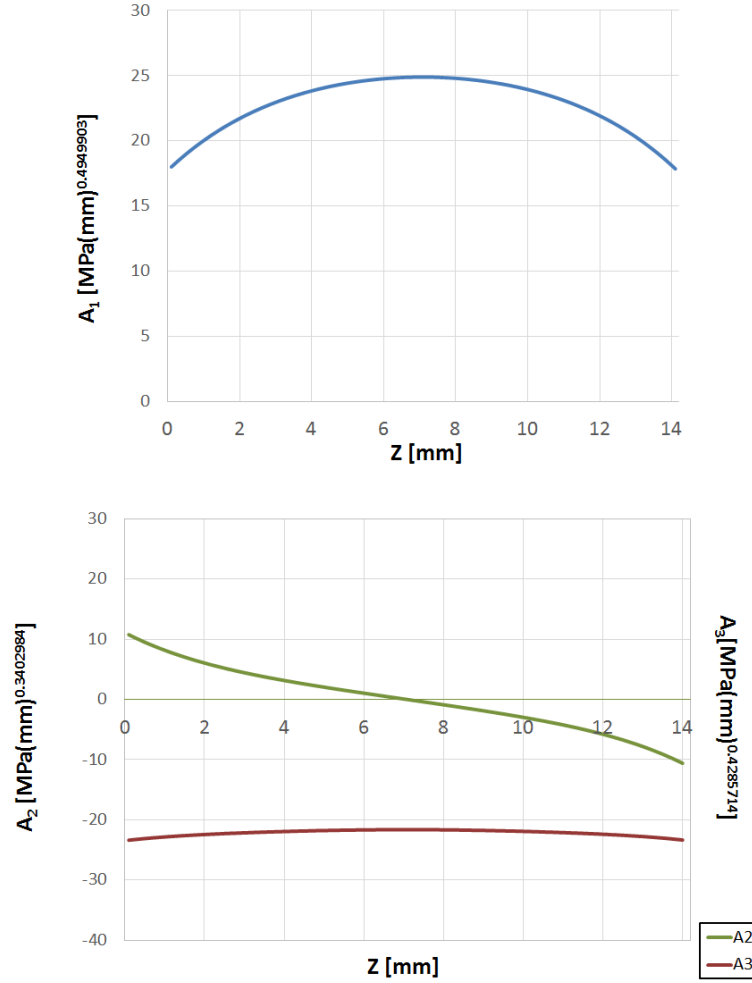 30
25
20
15
10
5
0
A₁ [MPa(mm)^0.4949903]
0 2 4 6 8 10 12 14
Z [mm]
30
20
10
0
-10
-20
-30
-40
A₂ [MPa(mm)^0.3402984]
A₃[MPa(mm)^0.4285714]
0 2 4 6 8 10 12 14
Z [mm]
A2
A3